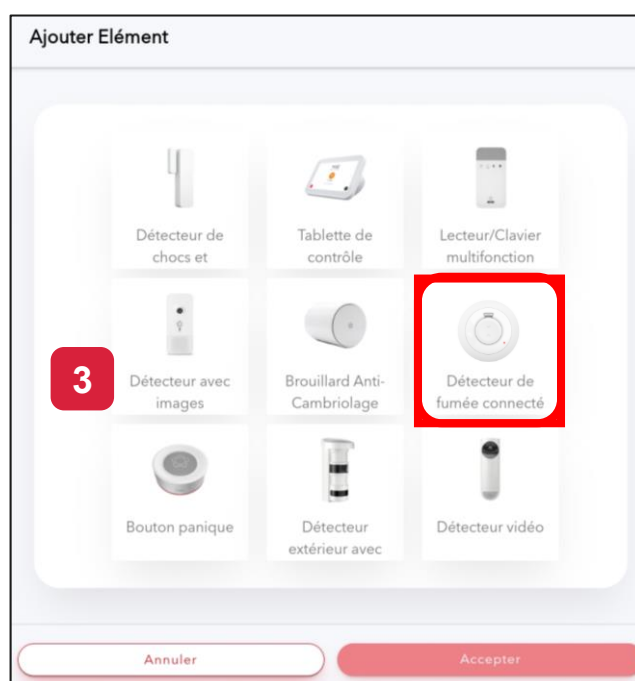 Ajouter Elément
Détecteur de
chocs et
Tablette de
contrôle
Lecteur/Clavier
multifonction
3
Détecteur avec
images
Brouillard Anti-
Cambriolage
Détecteur de
fumée connecté
Bouton panique
Détecteur
extérieur avec
Détecteur vidéo
Annuler
Accepter